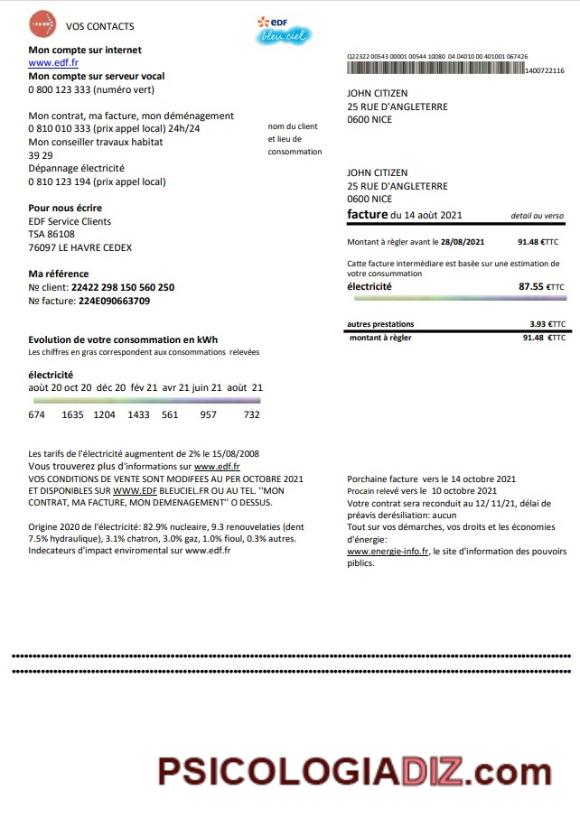 VOS CONTACTS
Mon compte sur internet
www.edf.fr
Mon compte sur serveur vocal
0 800 123 333 (numéro vert)
Mon contrat, ma facture, mon déménagement
0 810 010 333 (prix appel local) 24h/24
Mon conseiller travaux habitat
39 29
Dépannage électricité
0 810 123 194 (prix appel local)
Pour nous écrire
EDF Service Clients
TSA 86108
76097 LE HAVRE CEDEX
Ma référence
№ client: 22422 298 150 560 250
№ facture: 224E090663709
Evolution de votre consommation en kWh
Les chiffres en gras correspondent aux consommations relevées
électricité
août 20 oct 20 déc 20 fév 21 avr 21 juin 21 août 21
674 1635 1204 1433 561 957 732
Les tarifs de l'électricité augmentent de 2% le 15/08/2008
Vous trouverez plus d'informations sur www.edf.fr
VOS CONDITIONS DE VENTE SONT MODIFEES AU PER OCTOBRE 2021
ET DISPONIBLES SUR WWW.EDF BLEUCIEL.FR OU AU TEL. ''MON
CONTRAT, MA FACTURE, MON DEMENAGEMENT'' O DESSUS.
Origine 2020 de l'électricité: 82.9% nucleaire, 9.3 renouvelaties (dent
7.5% hydraulique), 3.1% chatron, 3.0% gaz, 1.0% fioul, 0.3% autres.
Indecateurs d'impact enviromental sur www.edf.fr
edf
bleu ciel
nom du client
et lieu de
consommation
Q22322 00543 00001 00544 10080 04 04010 00 401001 067426
1400722116
JOHN CITIZEN
25 RUE D'ANGLETERRE
0600 NICE
JOHN CITIZEN
25 RUE D'ANGLETERRE
0600 NICE
facture du 14 août 2021 detail au verso
Montant à règler avant le 28/08/2021 91.48 €TTC
Catte facture intermèdiare est basèe sur une estimation de
votre consummation
électricité 87.55 €TTC
autres prestations 3.93 €TTC
montant à règler 91.48 €TTC
Porchaine facture vers le 14 octobre 2021
Procain relevé vers le 10 octobre 2021
Votre contrat sera reconduit au 12/ 11/21, délai de
préavis derésiliation: aucun
Tout sur vos démarches, vos droits et les économies
d'énergie:
www.energie-info.fr, le site d'information des pouvoirs
piblics.
PSICOLOGIADIZ.com